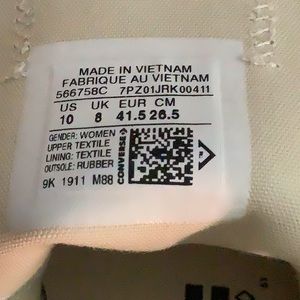 MADE IN VIETNAM
FABRIQUE AU VIETNAM
566758C 7PZ01JRK00411
US UK EUR CM
10 8 41.5 26.5
GENDER: WOMEN
UPPER TEXTILE
LINING: TEXTILE
OUTSOLE: RUBBER
CONVERSE
9K 1911 M88